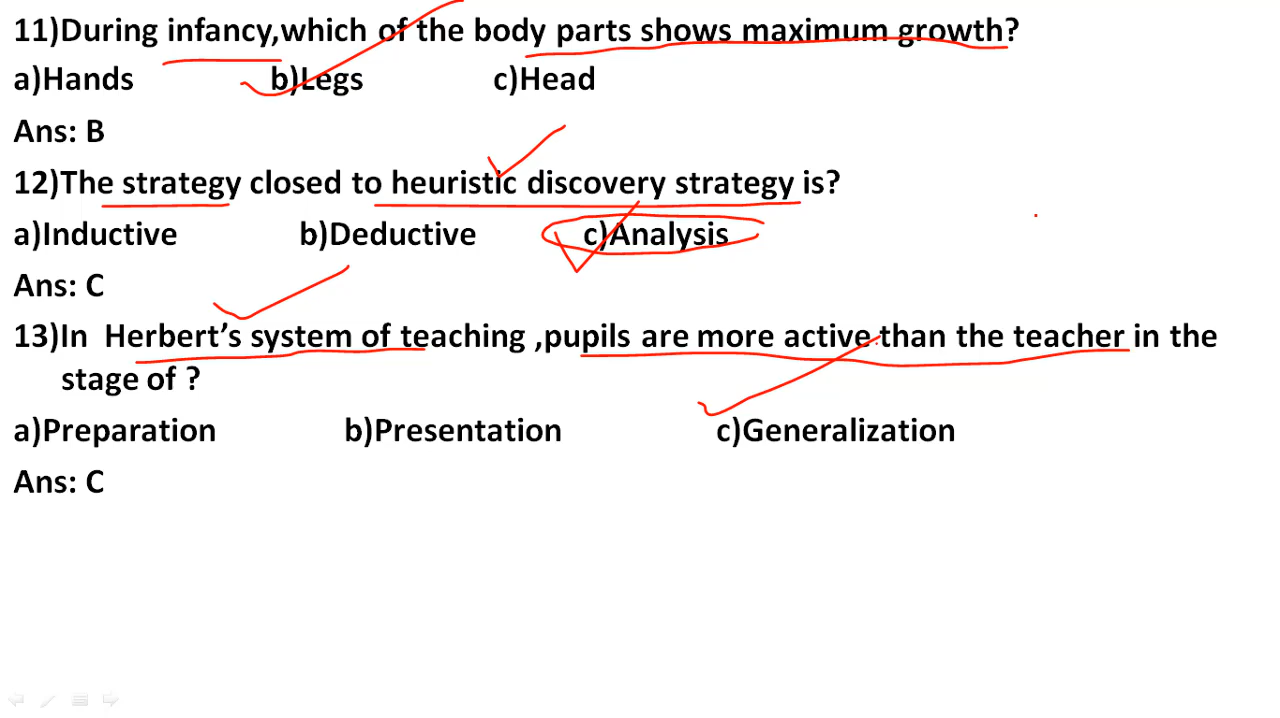 11)During infancy,which of the body parts shows maximum growth?
a)Hands b)Legs c)Head
Ans: B
12)The strategy closed to heuristic discovery strategy is?
a)Inductive b)Deductive c)Analysis
Ans: C
13)In Herbert’s system of teaching ,pupils are more active than the teacher in the
stage of ?
a)Preparation b)Presentation c)Generalization
Ans: C